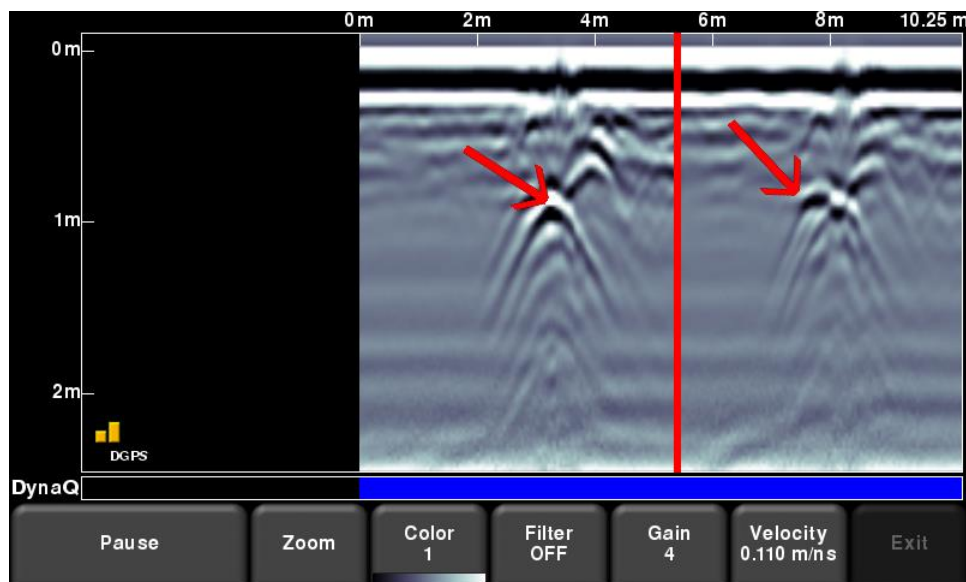 0m 2m 4m 6m 8m 10.25 m
0m
1m
2m
DGPS
DynaQ
Pause Zoom Color Filter Gain Velocity Exit
1 OFF 4 0.110 m/ns